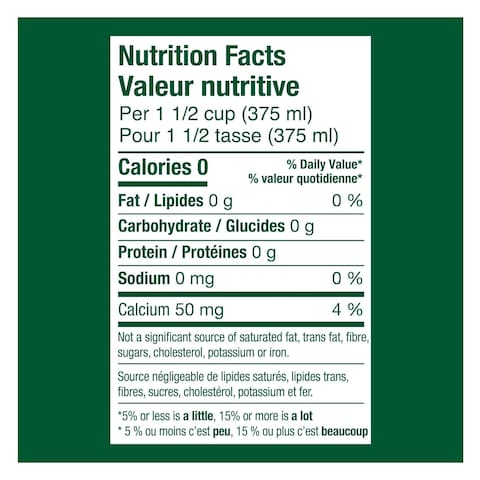 Nutrition Facts
Valeur nutritive
Per 1 1/2 cup (375 ml)
Pour 1 1/2 tasse (375 ml)
Calories 0
% Daily Value*
% valeur quotidienne*
Fat / Lipides 0 g 0 %
Carbohydrate / Glucides 0 g
Protein / Protéines 0 g
Sodium 0 mg 0 %
Calcium 50 mg 4 %
Not a significant source of saturated fat, trans fat, fibre,
sugars, cholesterol, potassium or iron.
Source négligeable de lipides saturés, lipides trans,
fibres, sucres, cholestérol, potassium et fer.
*5% or less is a little, 15% or more is a lot
* 5 % ou moins c'est peu, 15 % ou plus c'est beaucoup